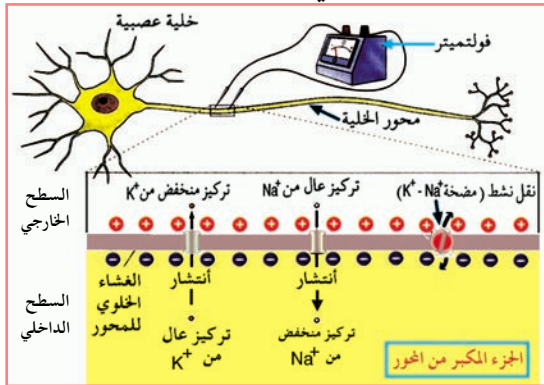 خلية عصبية
فولتميتر
محور الخلية
السطح الخارجي
تركيز منخفض من K+
تركيز عال من Na+
نقل نشط (مضخة K+-Na+)
السطح الداخلي
الغشاء الخلوي للمحور
أنتشار
أنتشار
تركيز عال من K+
تركيز منخفض من Na+
الجزء المكبر من المحور